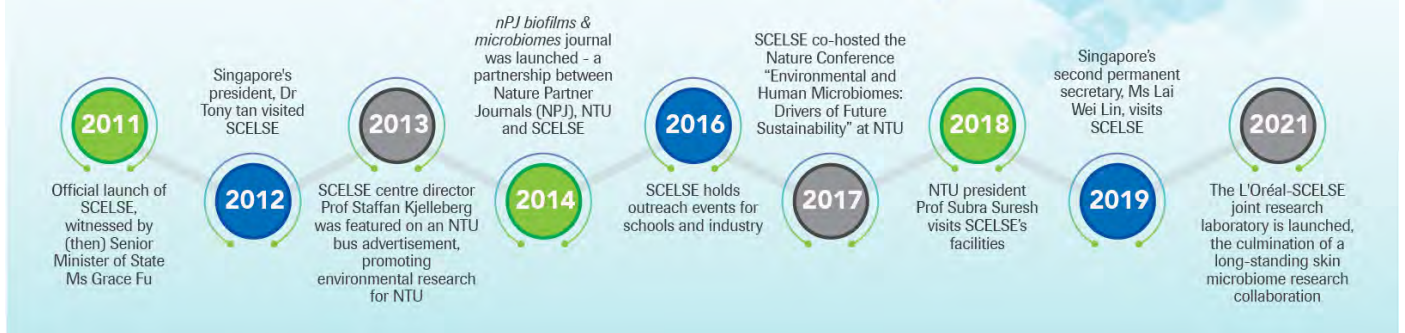 2011
Official launch of
SCELSE,
witnessed by
(then) Senior
Minister of State
Ms Grace Fu
Singapore's
president, Dr
Tony tan visited
SCELSE
2012
2013
SCELSE centre director
Prof Staffan Kjelleberg
was featured on an NTU
bus advertisement,
promoting
environmental research
for NTU
nPJ biofilms &
microbiomes journal
was launched - a
partnership between
Nature Partner
Journals (NPJ), NTU
and SCELSE
2014
2016
SCELSE holds
outreach events for
schools and industry
SCELSE co-hosted the
Nature Conference
“Environmental and
Human Microbiomes:
Drivers of Future
Sustainability” at NTU
2017
2018
NTU president
Prof Subra Suresh
visits SCELSE’s
facilities
Singapore’s
second permanent
secretary, Ms Lai
Wei Lin, visits
SCELSE
2019
2021
The L'Oréal-SCELSE
joint research
laboratory is launched,
the culmination of a
long-standing skin
microbiome research
collaboration